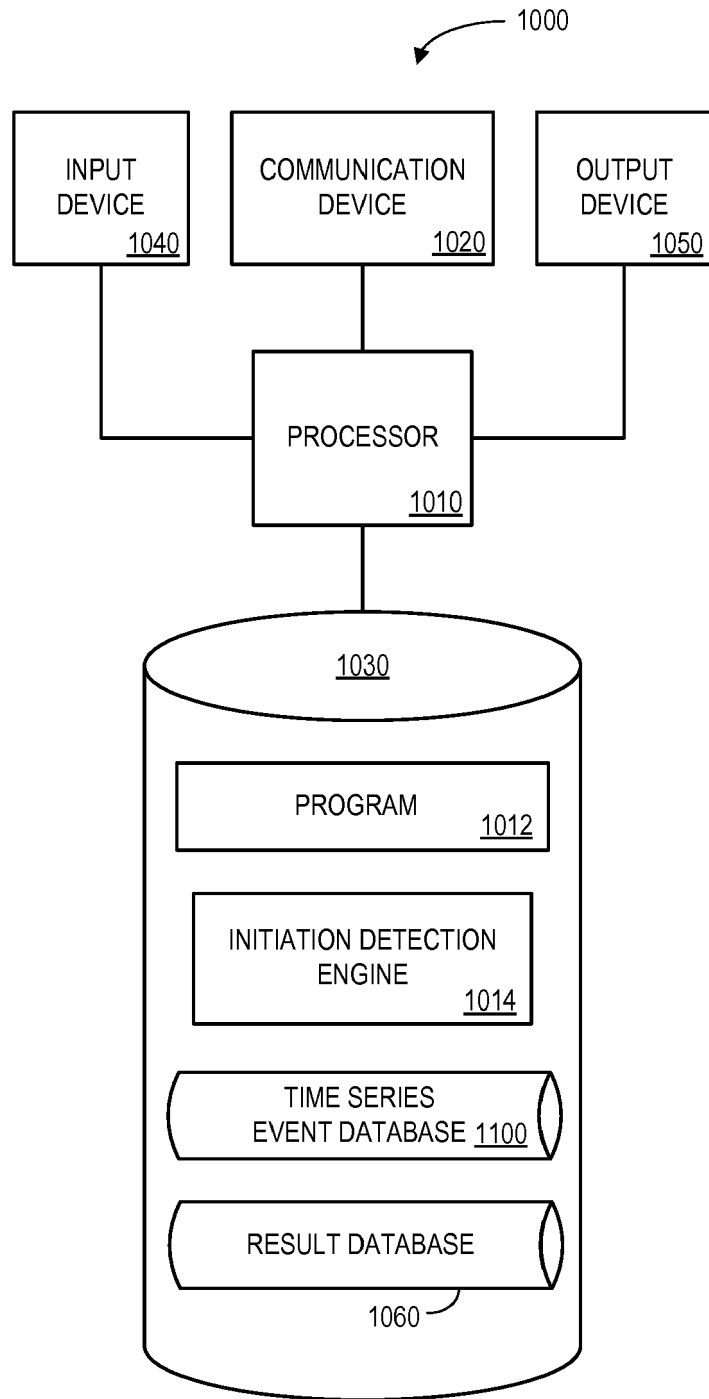 1000
INPUT
DEVICE
1040
COMMUNICATION
DEVICE
1020
OUTPUT
DEVICE
1050
PROCESSOR
1010
1030
PROGRAM
1012
INITIATION DETECTION
ENGINE
1014
TIME SERIES
EVENT DATABASE 1100
RESULT DATABASE
1060